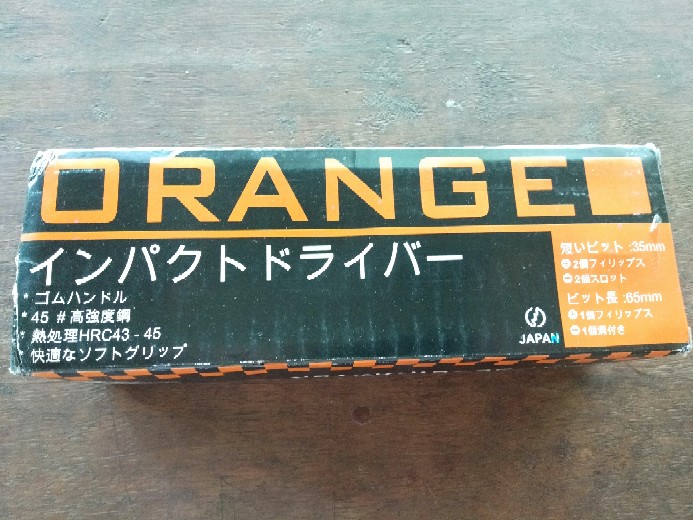 ORANGE
インパクトドライバー
* ゴムハンドル
* 45 #高強度鋼
* 熱処理HRC43 - 45
快適なソフトグリップ
JAPAN
短いビット :35mm
2個フィリップス
2個スロット
ビット長 :65mm
1個フィリップス
1個溝付き